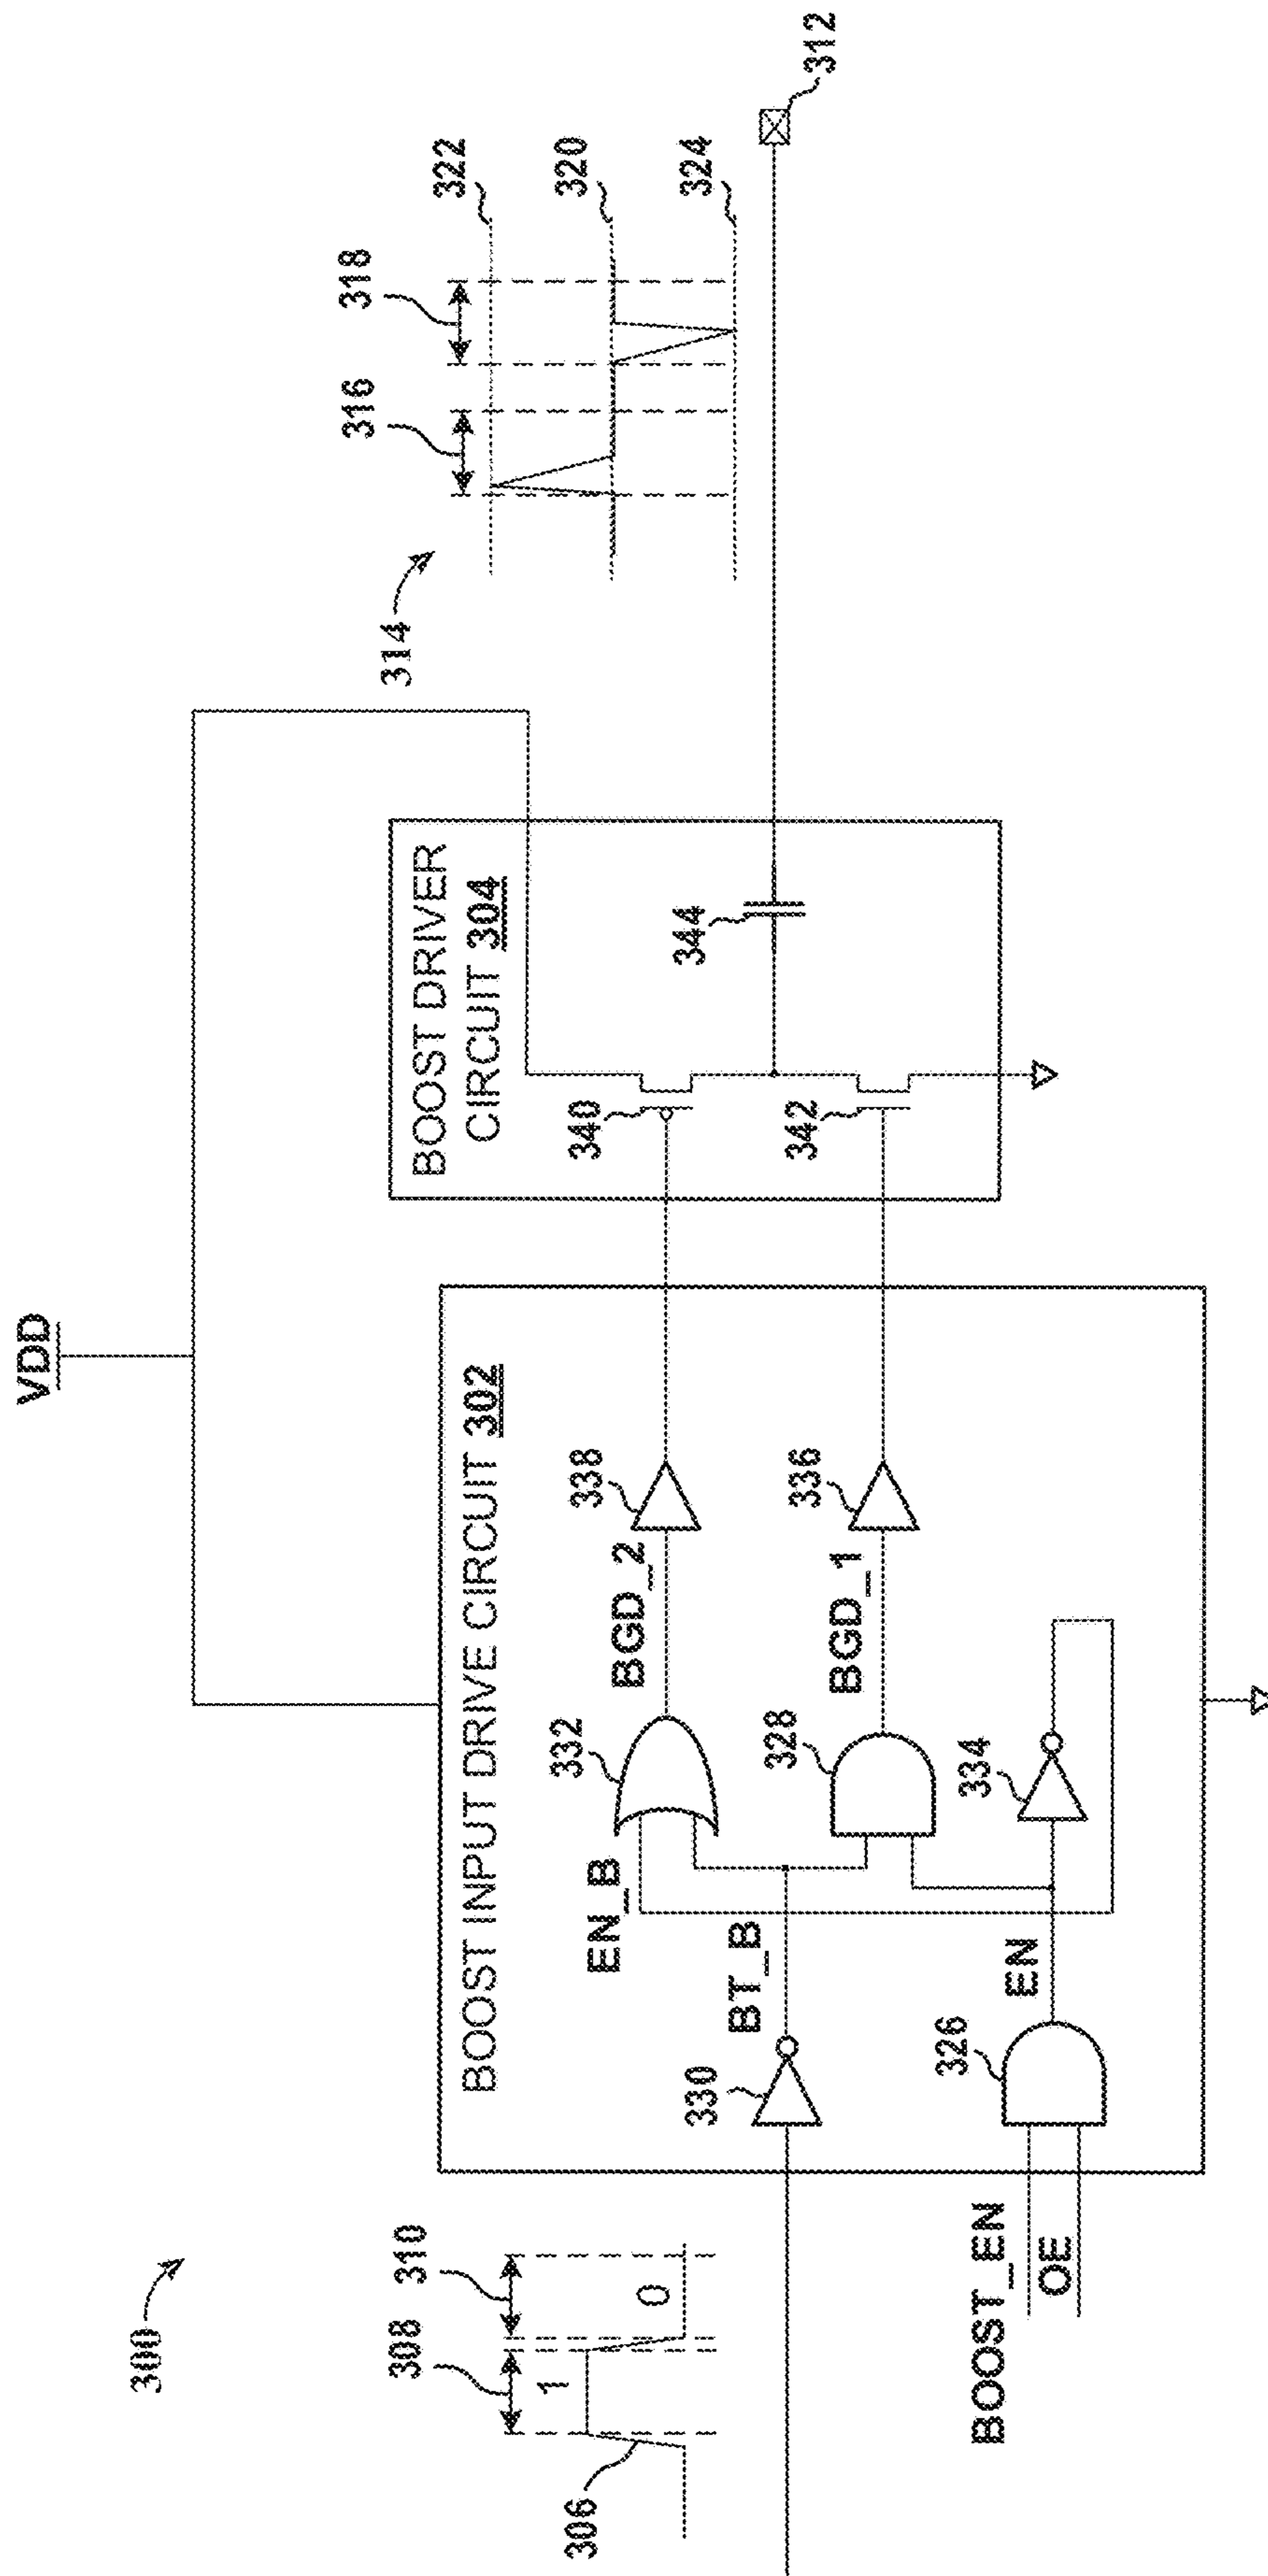 300
VDD
306
308
310
1
0
BOOST_EN
OE
BOOST INPUT DRIVE CIRCUIT 302
330
BT_B
EN_B
326
EN
332
328
334
BGD_2
BGD_1
338
336
BOOST DRIVER
CIRCUIT 304
340
342
344
314
316
318
322
320
324
312